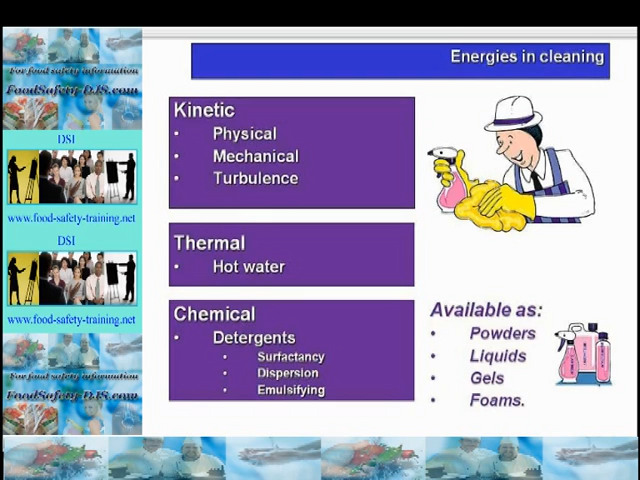 Energies in cleaning
For food safety information
FoodSafety-DJS.com
DSI
www.food-safety-training.net
DSI
www.food-safety-training.net
For food safety information
FoodSafety-DJS.com
Kinetic
• Physical
• Mechanical
• Turbulence
Thermal
• Hot water
Chemical
• Detergents
• Surfactancy
• Dispersion
• Emulsifying
Available as:
• Powders
• Liquids
• Gels
• Foams.